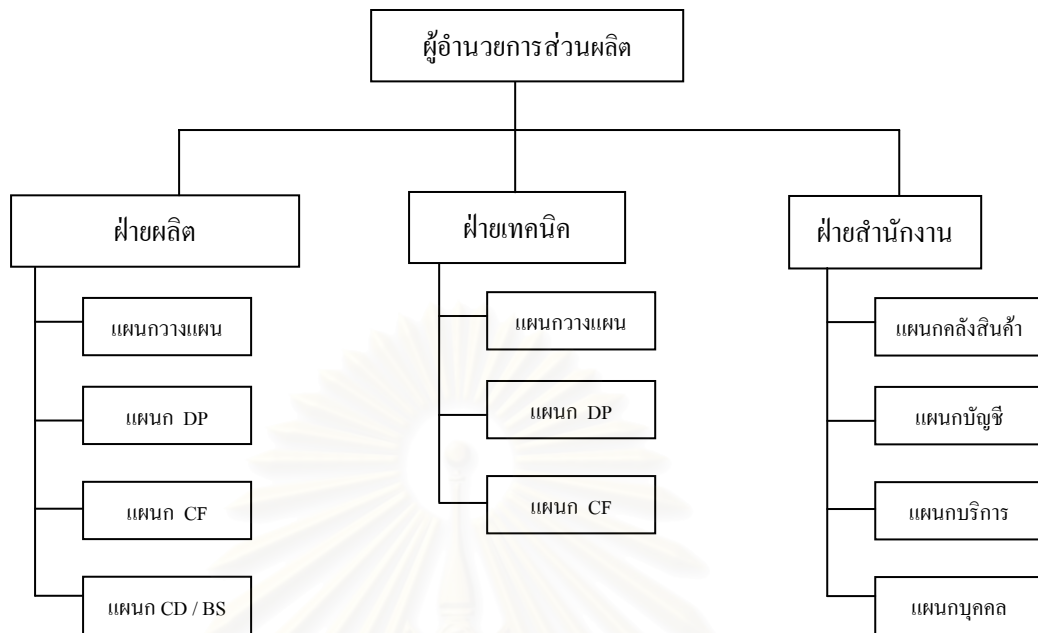 ผู้อำนวยการส่วนผลิต
ฝ่ายผลิต
แผนกวางแผน
แผนก DP
แผนก CF
แผนก CD / BS
ฝ่ายเทคนิค
แผนกวางแผน
แผนก DP
แผนก CF
ฝ่ายสำนักงาน
แผนกคลังสินค้า
แผนกบัญชี
แผนกบริการ
แผนกบุคคล